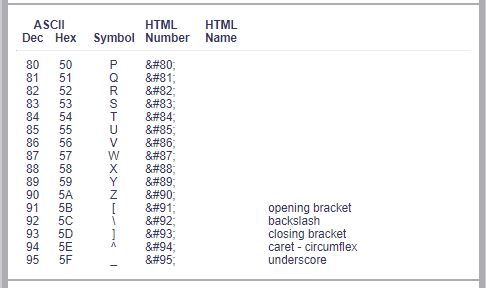 ASCII HTML HTML
Dec Hex Symbol Number Name
80 50 P &#80;
81 51 Q &#81;
82 52 R &#82;
83 53 S &#83;
84 54 T &#84;
85 55 U &#85;
86 56 V &#86;
87 57 W &#87;
88 58 X &#88;
89 59 Y &#89;
90 5A Z &#90;
91 5B [ &#91; opening bracket
92 5C \ &#92; backslash
93 5D ] &#93; closing bracket
94 5E ^ &#94; caret - circumflex
95 5F _ &#95; underscore